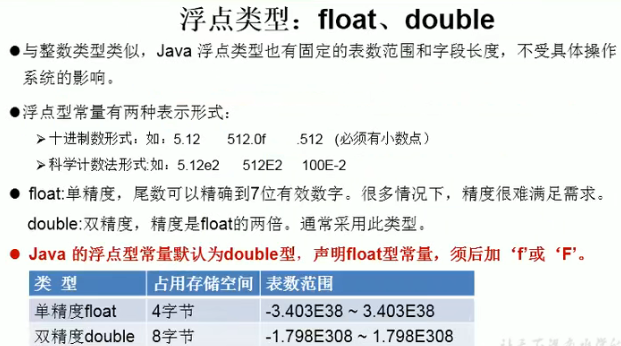 浮点类型：float、double
●与整数类型类似，Java 浮点类型也有固定的表数范围和字段长度，不受具体操作
系统的影响。
●浮点型常量有两种表示形式：
➢十进制数形式：如：5.12 512.0f .512 (必须有小数点）
➢科学计数法形式:如：5.12e2 512E2 100E-2
● float:单精度，尾数可以精确到7位有效数字。很多情况下，精度很难满足需求。
double:双精度，精度是float的两倍。通常采用此类型。
● Java 的浮点型常量默认为double型，声明float型常量，须后加‘f’或‘F’。
类 型 占用存储空间 表数范围
单精度float 4字节 -3.403E38 ~ 3.403E38
双精度double 8字节 -1.798E308 ~ 1.798E308